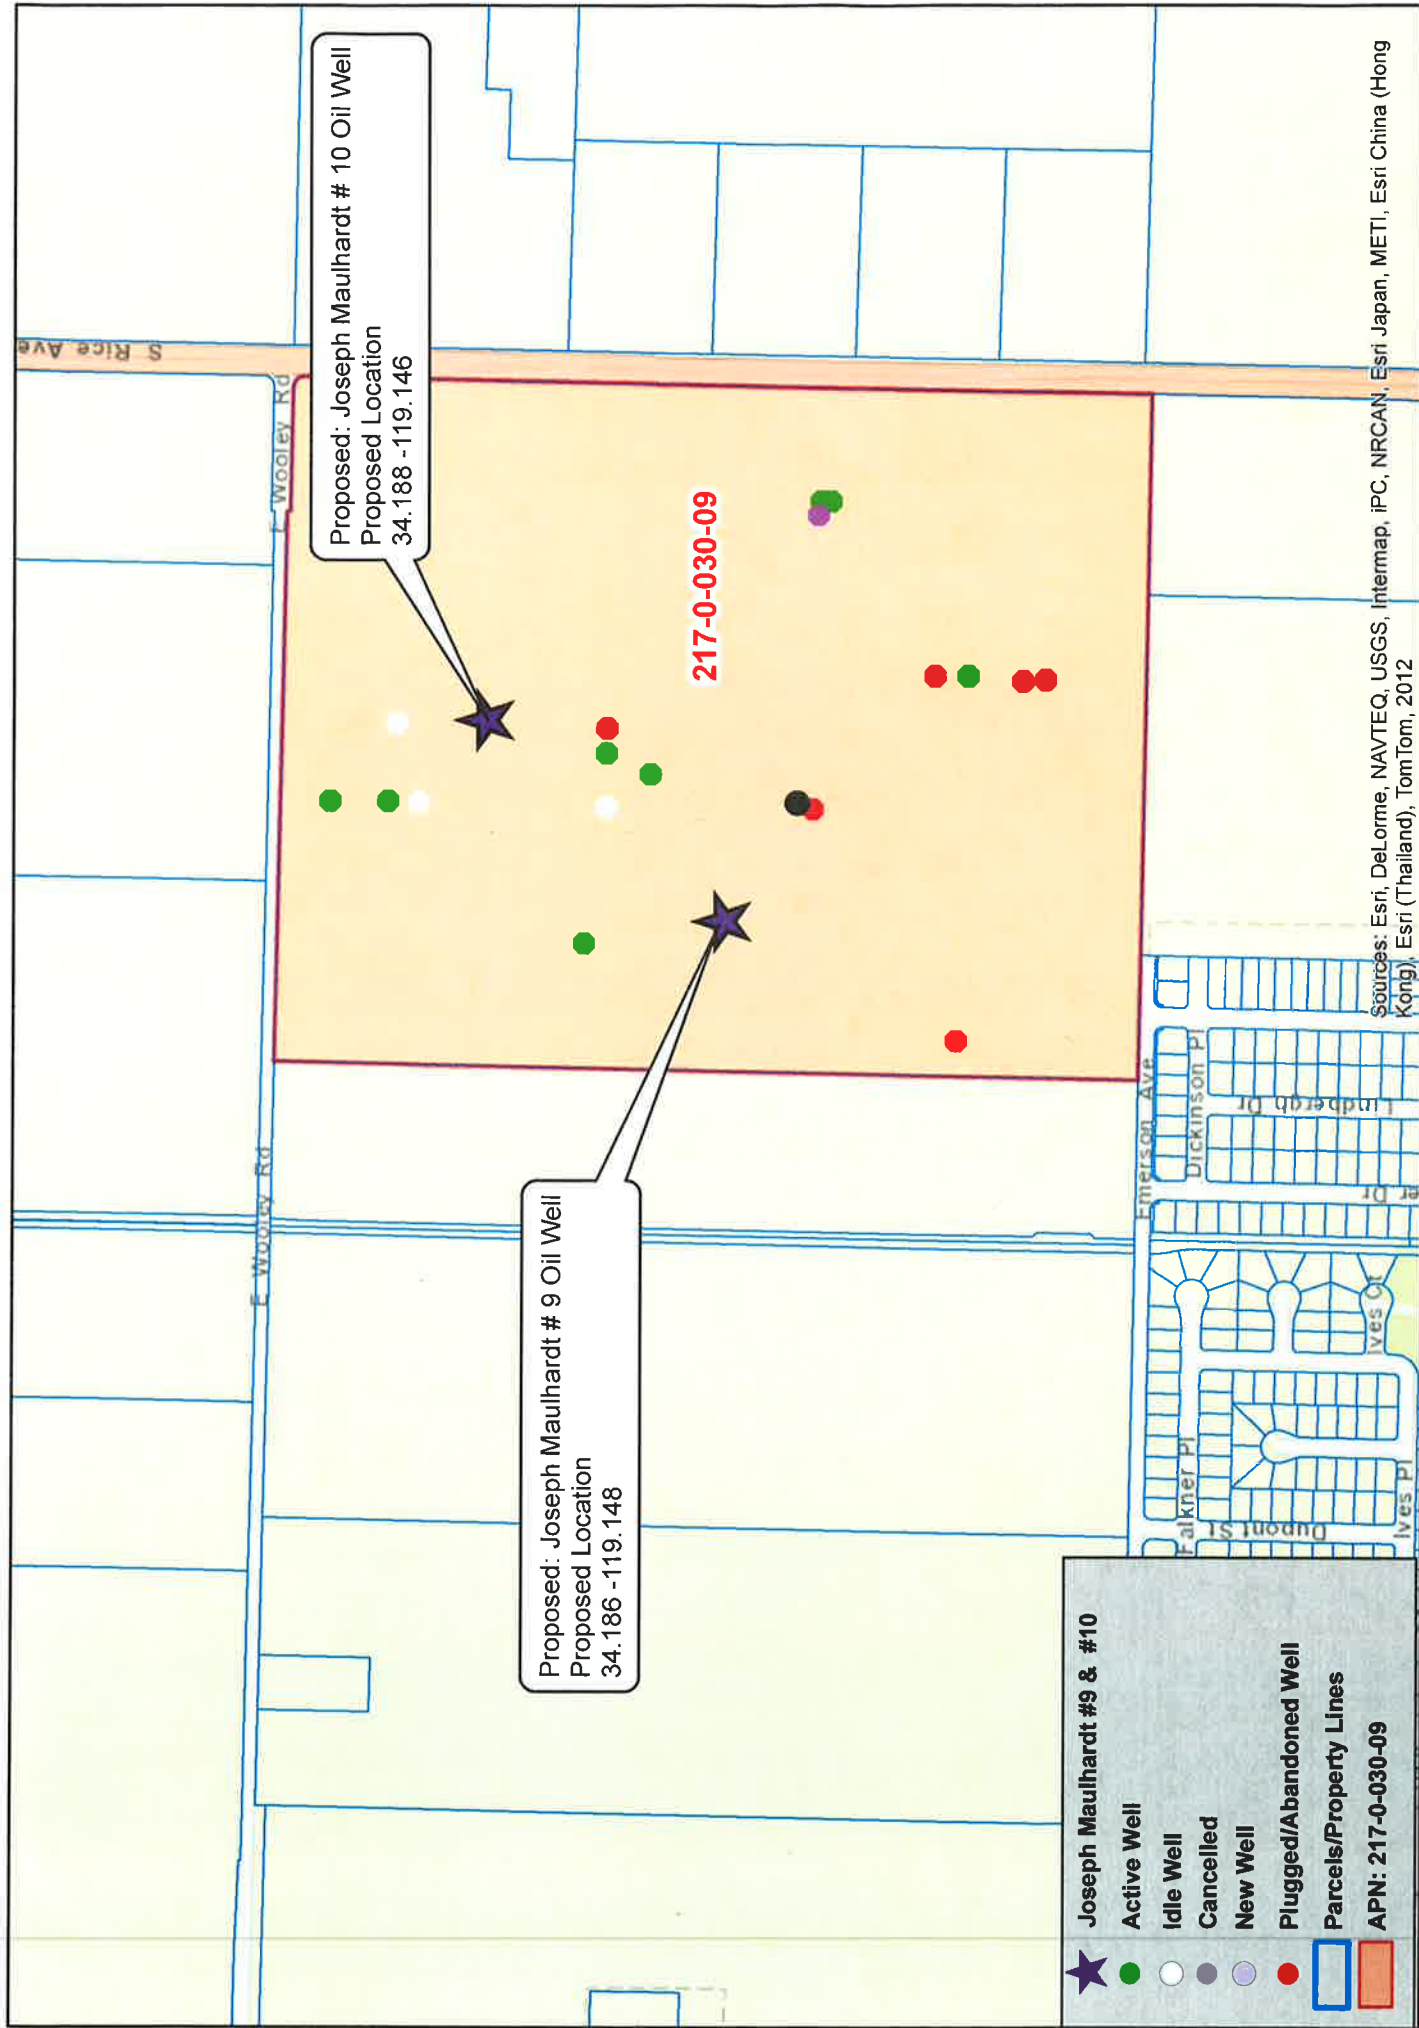 S Rice Ave
E Wooley Rd
Proposed: Joseph Maulhardt # 10 Oil Well
Proposed Location
34.188 -119.146
217-0-030-09
E Wooley Rd
Proposed: Joseph Maulhardt # 9 Oil Well
Proposed Location
34.186 -119.148
Emerson Ave
Dickinson Pl
Lindbergh Dr
er Dr
Falkner Pl
Dupont St
Ives Ct
Ives Pl
Joseph Maulhardt #9 & #10
Active Well
Idle Well
Cancelled
New Well
Plugged/Abandoned Well
Parcels/Property Lines
APN: 217-0-030-09
Sources: Esri, DeLorme, NAVTEQ, USGS, Intermap, iPC, NRCAN, Esri Japan, METI, Esri China (Hong
Kong), Esri (Thailand), TomTom, 2012